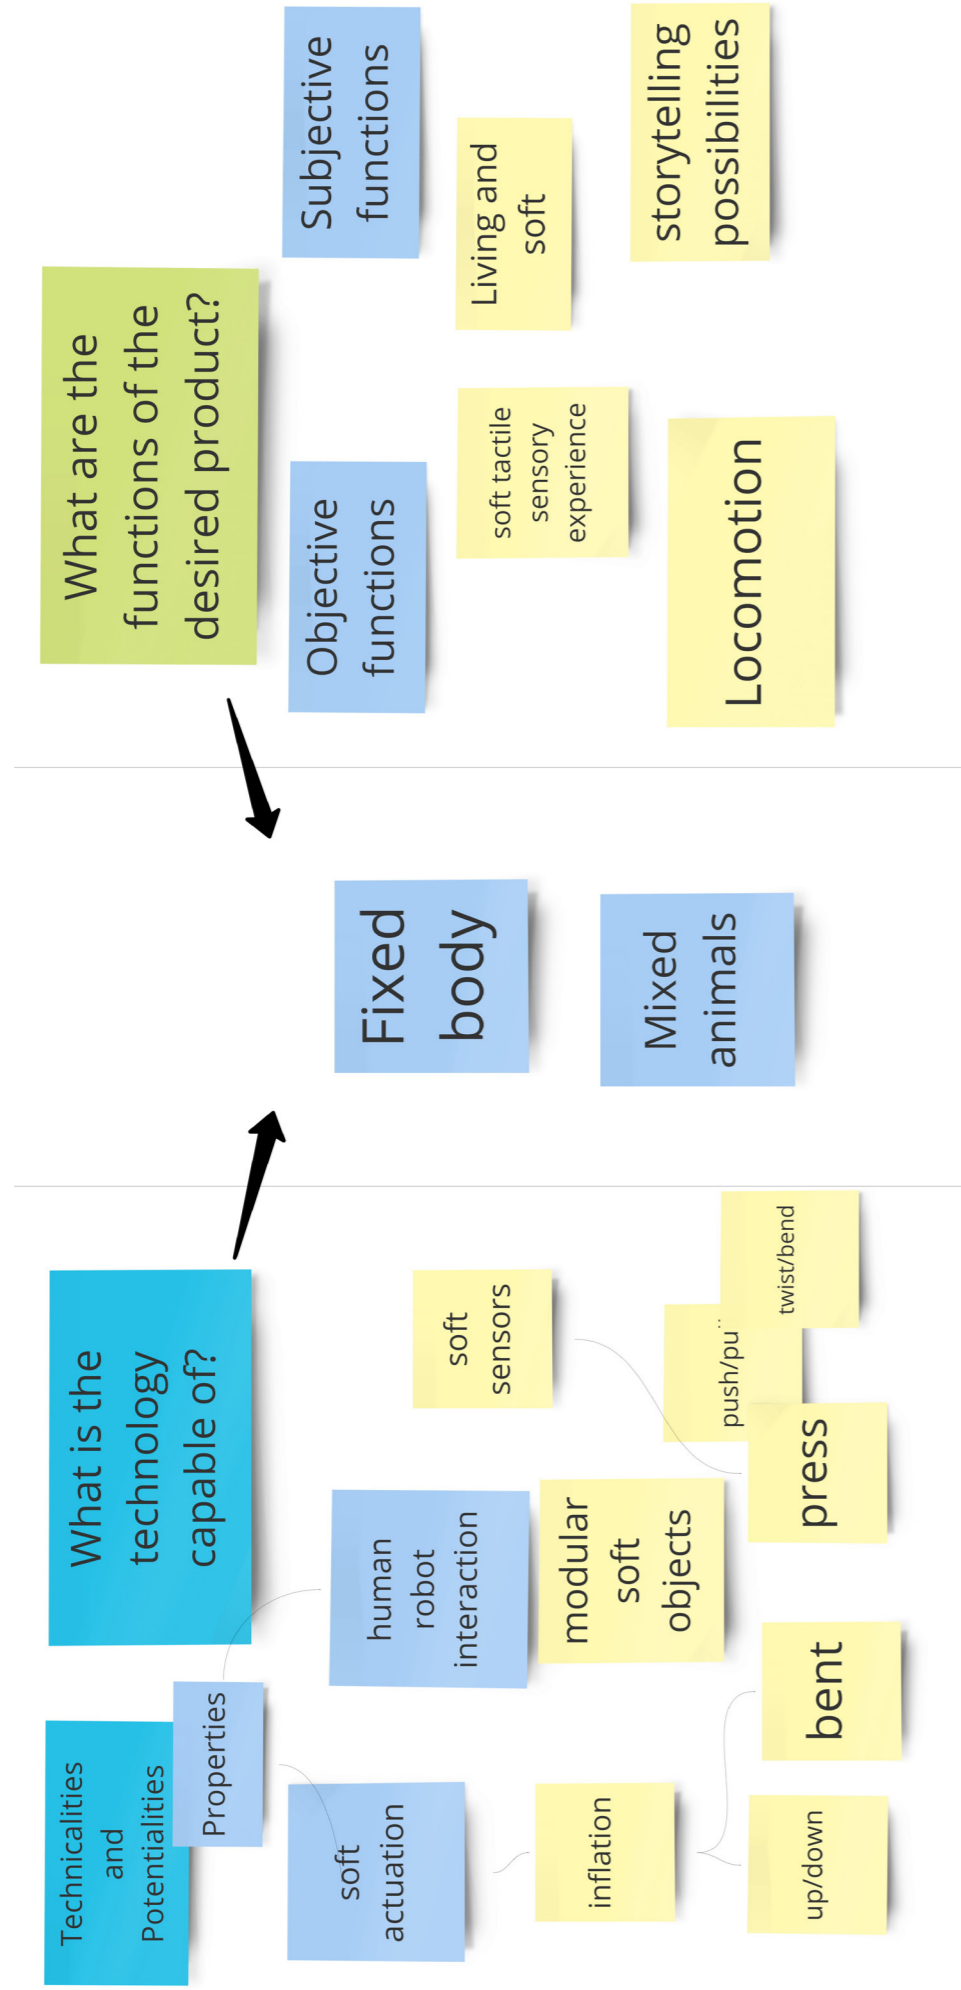 Technicalities
and
Potentialities
Properties
What is the
technology
capable of?
soft
actuation
human
robot
interaction
soft
sensors
inflation
modular
soft
objects
push/pu
twist/bend
up/down
bent
press
Fixed
body
Mixed
animals
What are the
functions of the
desired product?
Objective
functions
Subjective
functions
soft tactile
sensory
experience
Living and
soft
Locomotion
storytelling
possibilities